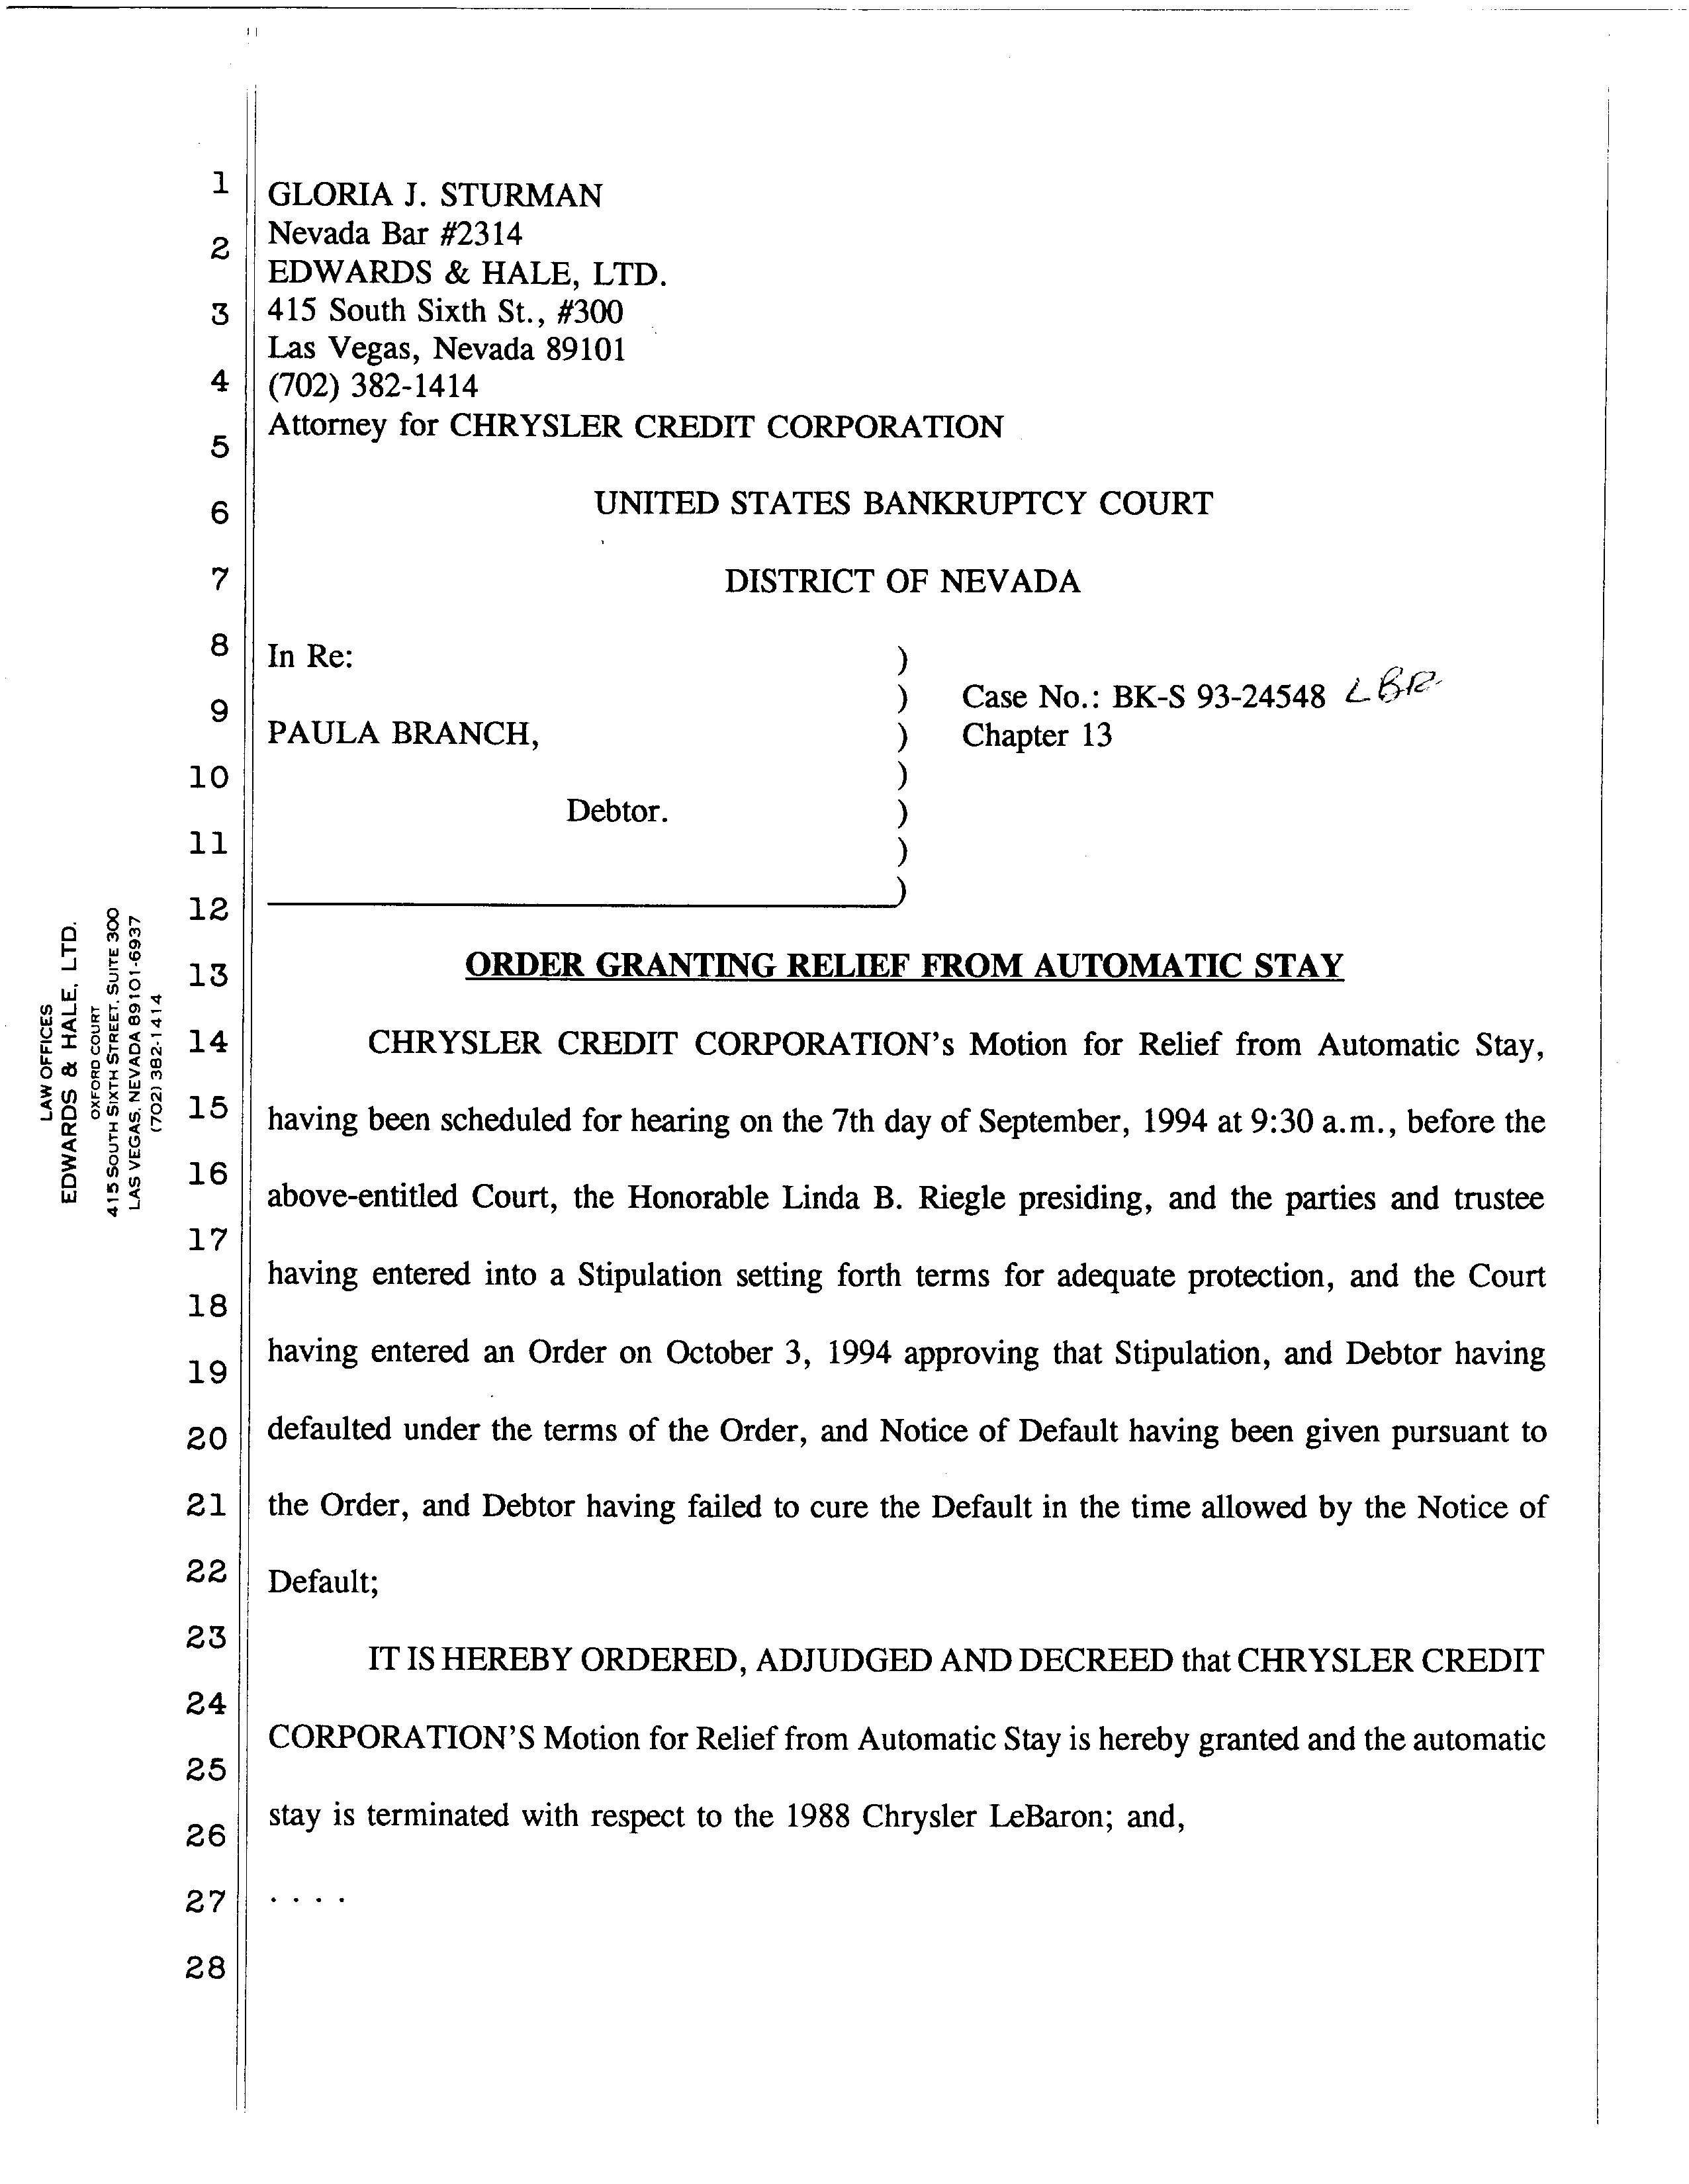 1
2
3
4
5
6
7
8
9
10
11
12
13
14
15
16
17
18
19
20
21
22
23
24
25
26
27
28
LAW OFFICES
EDWARDS & HALE, LTD.
OXFORD COURT
415 SOUTH SIXTH STREET, SUITE 300
LAS VEGAS, NEVADA 89101-6937
(702) 382-1414
GLORIA J. STURMAN
Nevada Bar #2314
EDWARDS & HALE, LTD.
415 South Sixth St., #300
Las Vegas, Nevada 89101
(702) 382-1414
Attorney for CHRYSLER CREDIT CORPORATION
UNITED STATES BANKRUPTCY COURT
DISTRICT OF NEVADA
In Re: )
) Case No.: BK-S 93-24548 LBR
PAULA BRANCH, ) Chapter 13
)
Debtor. )
)
)
ORDER GRANTING RELIEF FROM AUTOMATIC STAY
CHRYSLER CREDIT CORPORATION's Motion for Relief from Automatic Stay,
having been scheduled for hearing on the 7th day of September, 1994 at 9:30 a.m., before the
above-entitled Court, the Honorable Linda B. Riegle presiding, and the parties and trustee
having entered into a Stipulation setting forth terms for adequate protection, and the Court
having entered an Order on October 3, 1994 approving that Stipulation, and Debtor having
defaulted under the terms of the Order, and Notice of Default having been given pursuant to
the Order, and Debtor having failed to cure the Default in the time allowed by the Notice of
Default;
IT IS HEREBY ORDERED, ADJUDGED AND DECREED that CHRYSLER CREDIT
CORPORATION'S Motion for Relief from Automatic Stay is hereby granted and the automatic
stay is terminated with respect to the 1988 Chrysler LeBaron; and,
. . . .